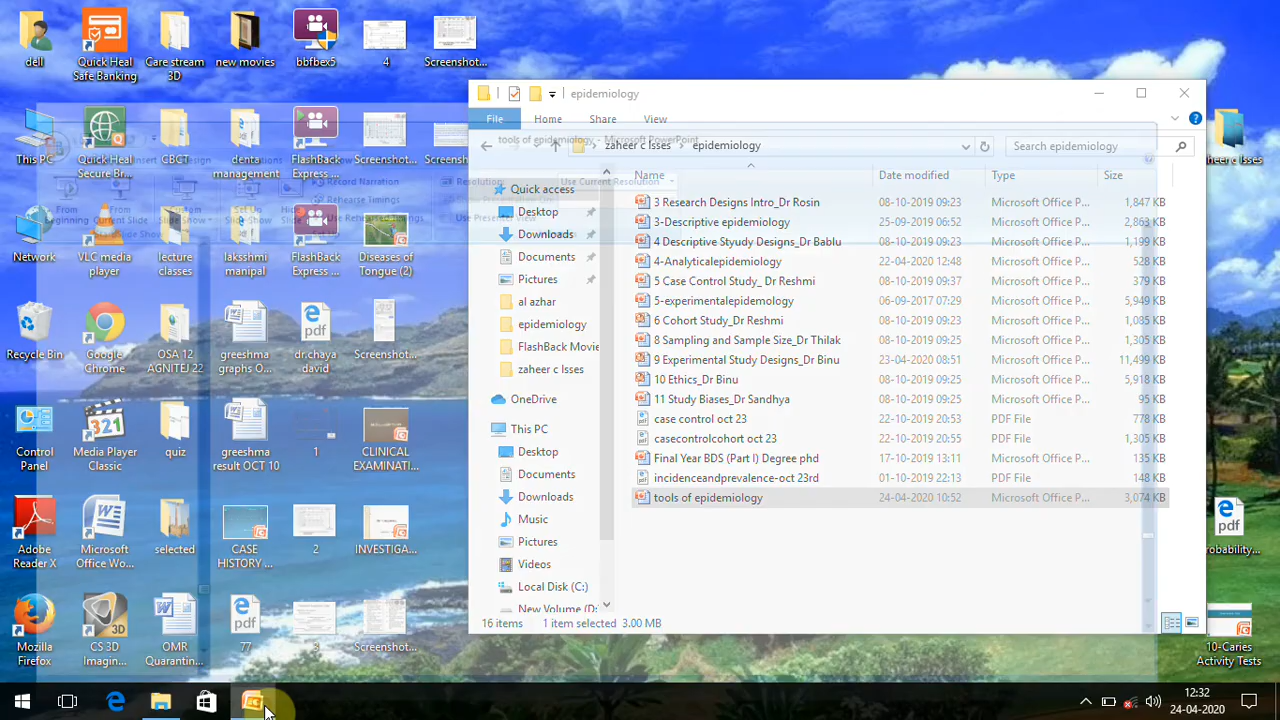 dell
Quick Heal Safe Banking
Care stream 3D
new movies
bbfbex5
4
Screenshot...
This PC
Quick Heal Secure Br...
CBCT
denta management
FlashBack Express ...
Screenshot...
Network
VLC media player
lecture classes
laksshmi manipal
FlashBack Express ...
Diseases of Tongue (2)
Recycle Bin
Google Chrome
OSA 12 AGNITEJ 22
greeshma graphs O...
dr.chaya david
Screenshot...
Control Panel
Media Player Classic
quiz
greeshma result OCT 10
1
CLINICAL EXAMINATI...
Adobe Reader X
Microsoft Office Wo...
selected
CASE HISTORY ...
2
INVESTIGA...
Mozilla Firefox
CS 3D Imagin...
OMR Quarantin...
77
Screenshot...
10-Caries Activity Tests
epidemiology
File
Home
Share
View
tools of epidemiology - Microsoft PowerPoint
zaheer c lsses
epidemiology
Search epidemiology
Record Narration
Rehearse Timings
Use Current Resolution
Name
Date modified
Type
Size
Quick access
Desktop
Downloads
Documents
Pictures
al azhar
epidemiology
FlashBack Movie
zaheer c lsses
OneDrive
This PC
Desktop
Documents
Downloads
Music
Pictures
Videos
Local Disk (C:)
New Volume (D:
3 Research Designs Intro_Dr Rosin 08-10-2019 09:23 Microsoft Office P... 1,847 KB
3-Descriptive epidemiology 25-09-2019 06:52 Microsoft Office P... 2,863 KB
4 Descriptive Styudy Designs_Dr Bablu 08-10-2019 09:23 Microsoft Office P... 1,199 KB
4-Analyticalepidemiology 22-04-2020 12:48 Microsoft Office P... 528 KB
5 Case Control Study_ Dr Reshmi 08-10-2019 09:37 Microsoft Office P... 379 KB
5-experimentalepidemiology 06-09-2017 07:29 Microsoft Office P... 5,949 KB
6 Cohort Study_Dr Reshmi 08-10-2019 09:23 Microsoft Office P... 1,085 KB
8 Sampling and Sample Size_Dr Thilak 08-10-2019 09:25 Microsoft Office P... 1,305 KB
9 Experimental Study Designs_Dr Binu 23-04-2020 08:51 Microsoft Office P... 11,499 KB
10 Ethics_Dr Binu 08-10-2019 09:25 Microsoft Office P... 5,918 KB
11 Study Biases_Dr Sandhya 08-10-2019 09:25 Microsoft Office P... 95 KB
case control oct 23 22-10-2019 20:52 PDF File 778 KB
casecontrolcohort oct 23 22-10-2019 20:55 PDF File 1,305 KB
Final Year BDS (Part I) Degree phd 17-10-2019 13:11 Microsoft Office P... 135 KB
incidenceandprevalence-oct 23rd 01-10-2019 22:13 PDF File 148 KB
tools of epidemiology 24-04-2020 10:52 Microsoft Office P... 3,074 KB
16 items
1 item selected 3.00 MB
12:32
24-04-2020